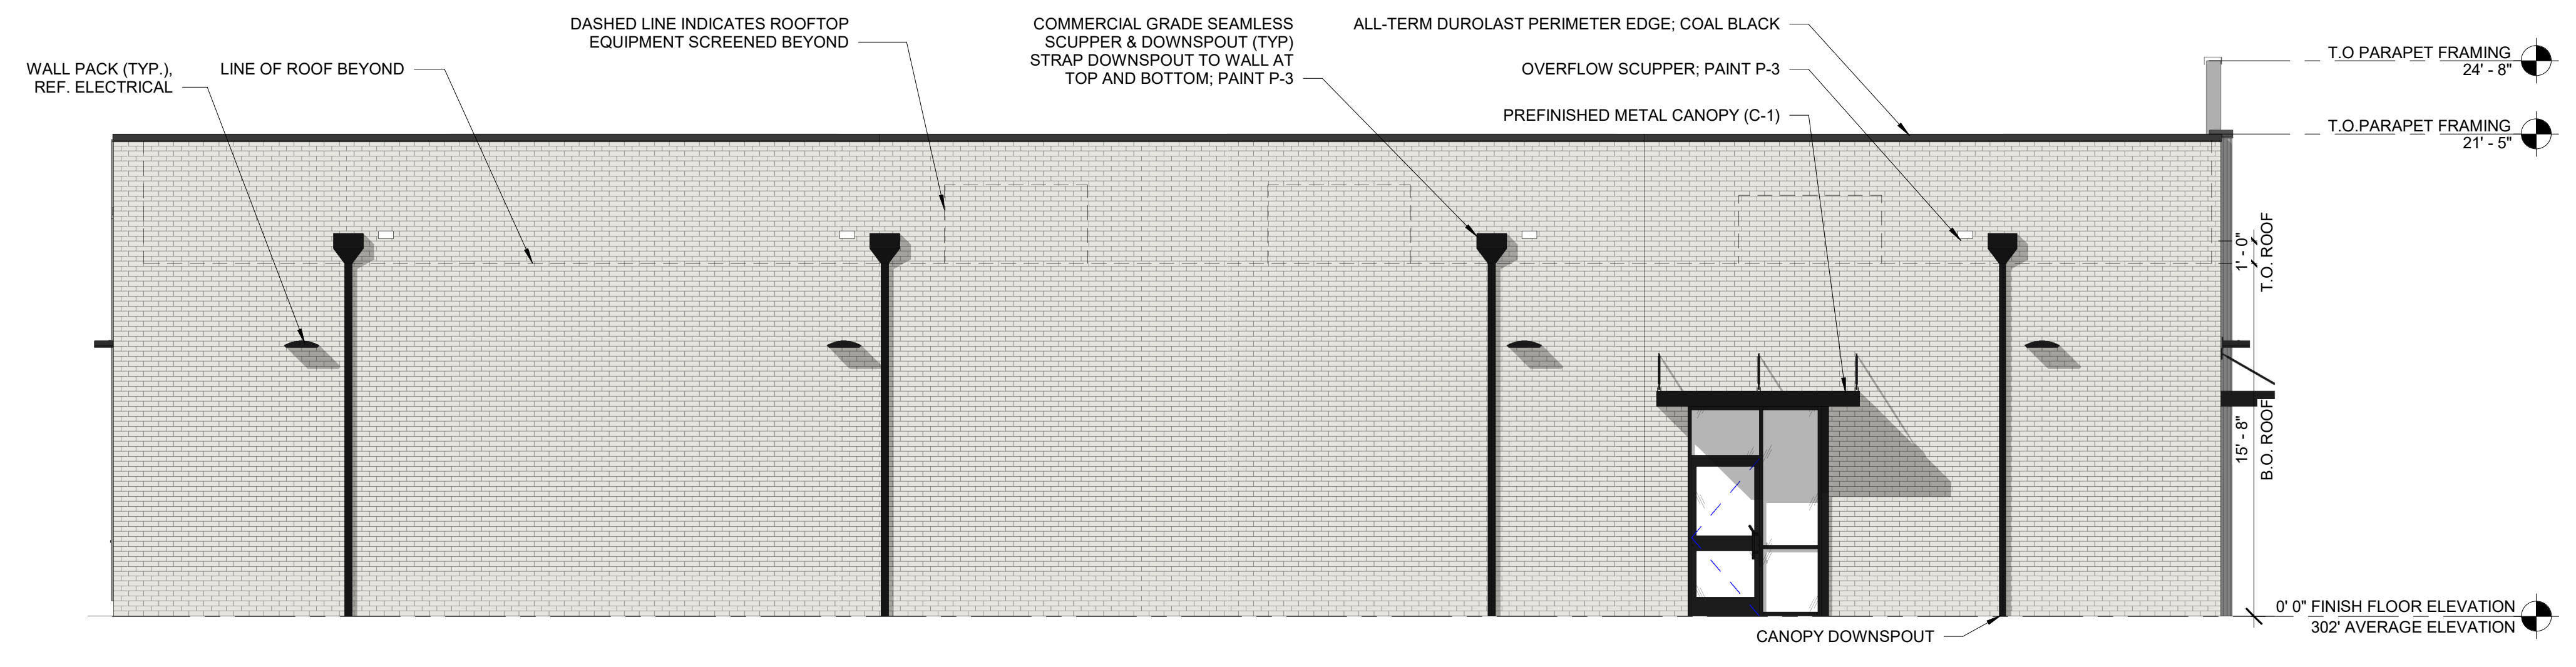 WALL PACK (TYP.),
REF. ELECTRICAL
LINE OF ROOF BEYOND
DASHED LINE INDICATES ROOFTOP
EQUIPMENT SCREENED BEYOND
COMMERCIAL GRADE SEAMLESS
SCUPPER & DOWNSPOUT (TYP)
STRAP DOWNSPOUT TO WALL AT
TOP AND BOTTOM; PAINT P-3
ALL-TERM DUROLAST PERIMETER EDGE; COAL BLACK
OVERFLOW SCUPPER; PAINT P-3
PREFINISHED METAL CANOPY (C-1)
T.O PARAPET FRAMING
24' - 8"
T.O.PARAPET FRAMING
21' - 5"
1' - 0"
T.O. ROOF
15' - 8"
B.O. ROOF
0' 0" FINISH FLOOR ELEVATION
302' AVERAGE ELEVATION
CANOPY DOWNSPOUT